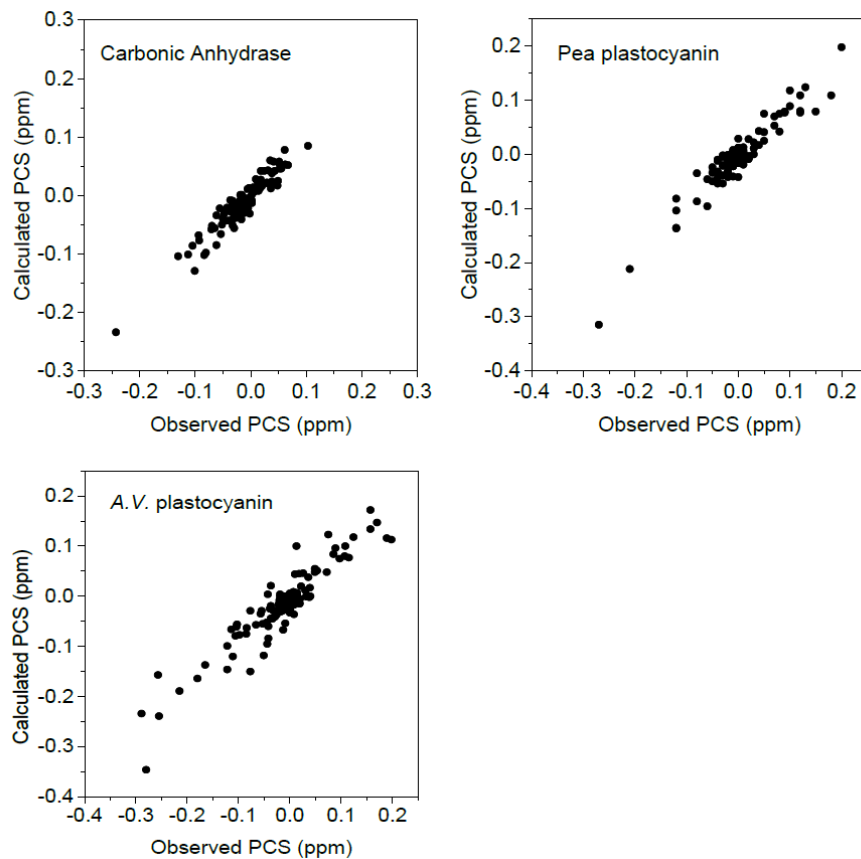 Carbonic Anhydrase
Calculated PCS (ppm)
0.3
0.2
0.1
0.0
-0.1
-0.2
-0.3
-0.3 -0.2 -0.1 0.0 0.1 0.2 0.3
Observed PCS (ppm)
Pea plastocyanin
Calculated PCS (ppm)
0.2
0.1
0.0
-0.1
-0.2
-0.3
-0.4
-0.4 -0.3 -0.2 -0.1 0.0 0.1 0.2
Observed PCS (ppm)
A.V. plastocyanin
Calculated PCS (ppm)
0.2
0.1
0.0
-0.1
-0.2
-0.3
-0.4
-0.4 -0.3 -0.2 -0.1 -0.0 0.1 0.2
Observed PCS (ppm)